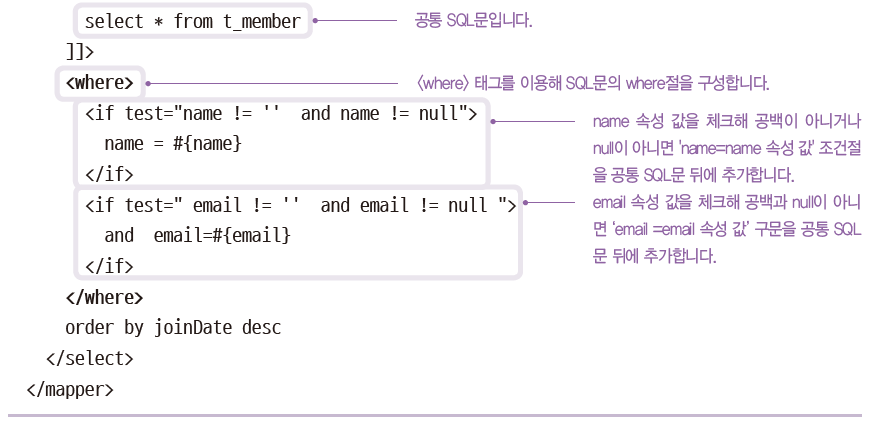 select * from t_member
공통 SQL문입니다.
]]>
<where>
〈where〉 태그를 이용해 SQL문의 where절을 구성합니다.
<if test="name != ''  and name != null">
name = #{name}
</if>
name 속성 값을 체크해 공백이 아니거나
null이 아니면 'name=name 속성 값' 조건절
을 공통 SQL문 뒤에 추가합니다.
<if test=" email != ''  and email != null ">
and  email=#{email}
</if>
email 속성 값을 체크해 공백과 null이 아니
면 ‘email =email 속성 값’ 구문을 공통 SQL
문 뒤에 추가합니다.
</where>
order by joinDate desc
</select>
</mapper>